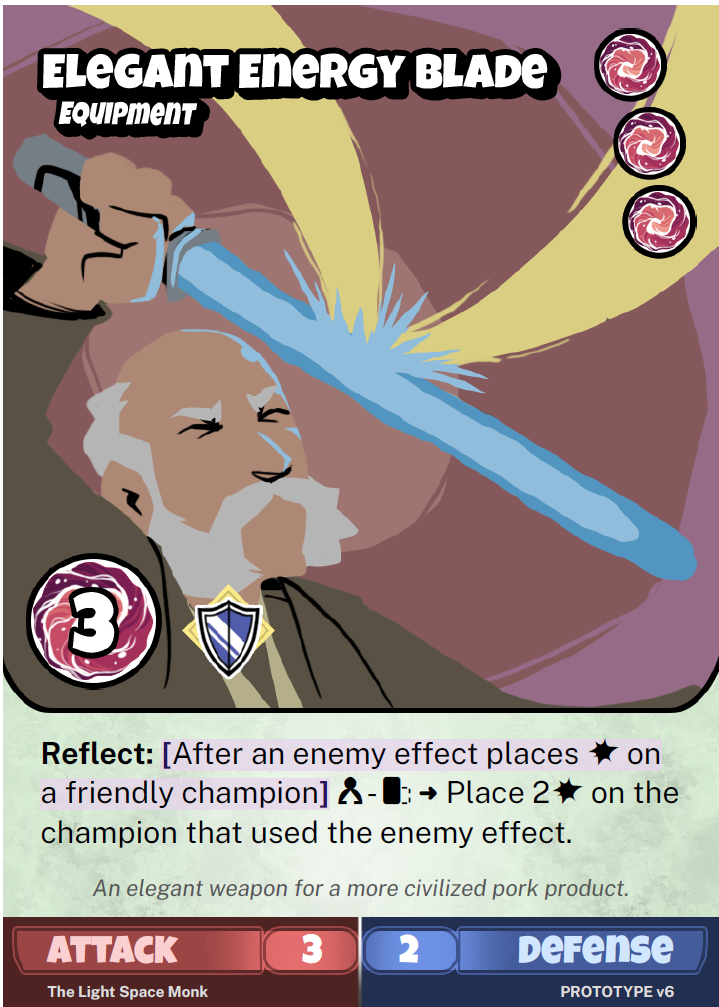 Elegant Energy Blade
Equipment
3
Reflect: [After an enemy effect places on
a friendly champion] - Place 2 on the
champion that used the enemy effect.
An elegant weapon for a more civilized pork product.
ATTACK 3 2 DEFENSE
The Light Space Monk PROTOTYPE v6